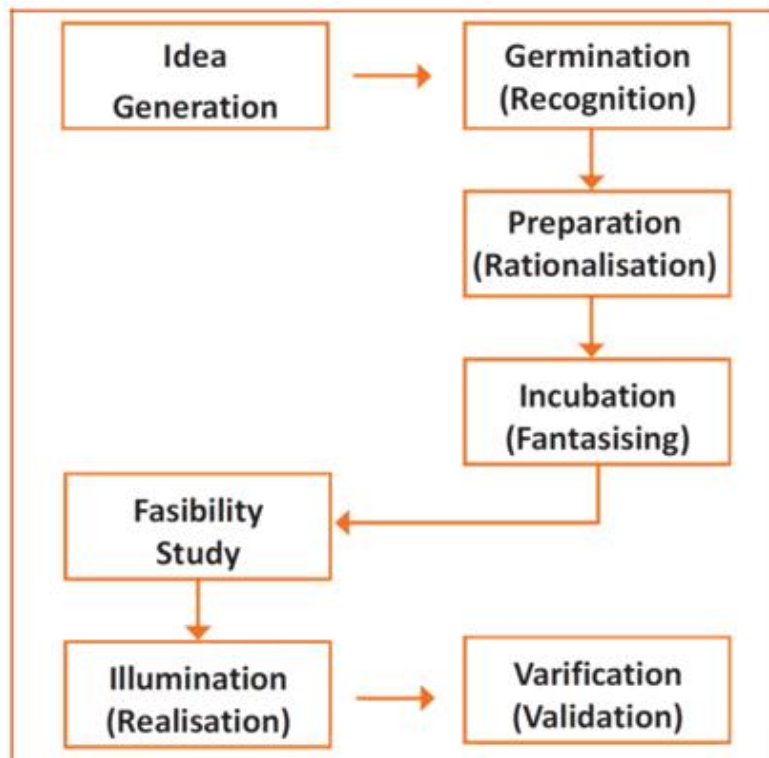 Idea
Generation
Germination
(Recognition)
Preparation
(Rationalisation)
Incubation
(Fantasising)
Fasibility
Study
Illumination
(Realisation)
Varification
(Validation)